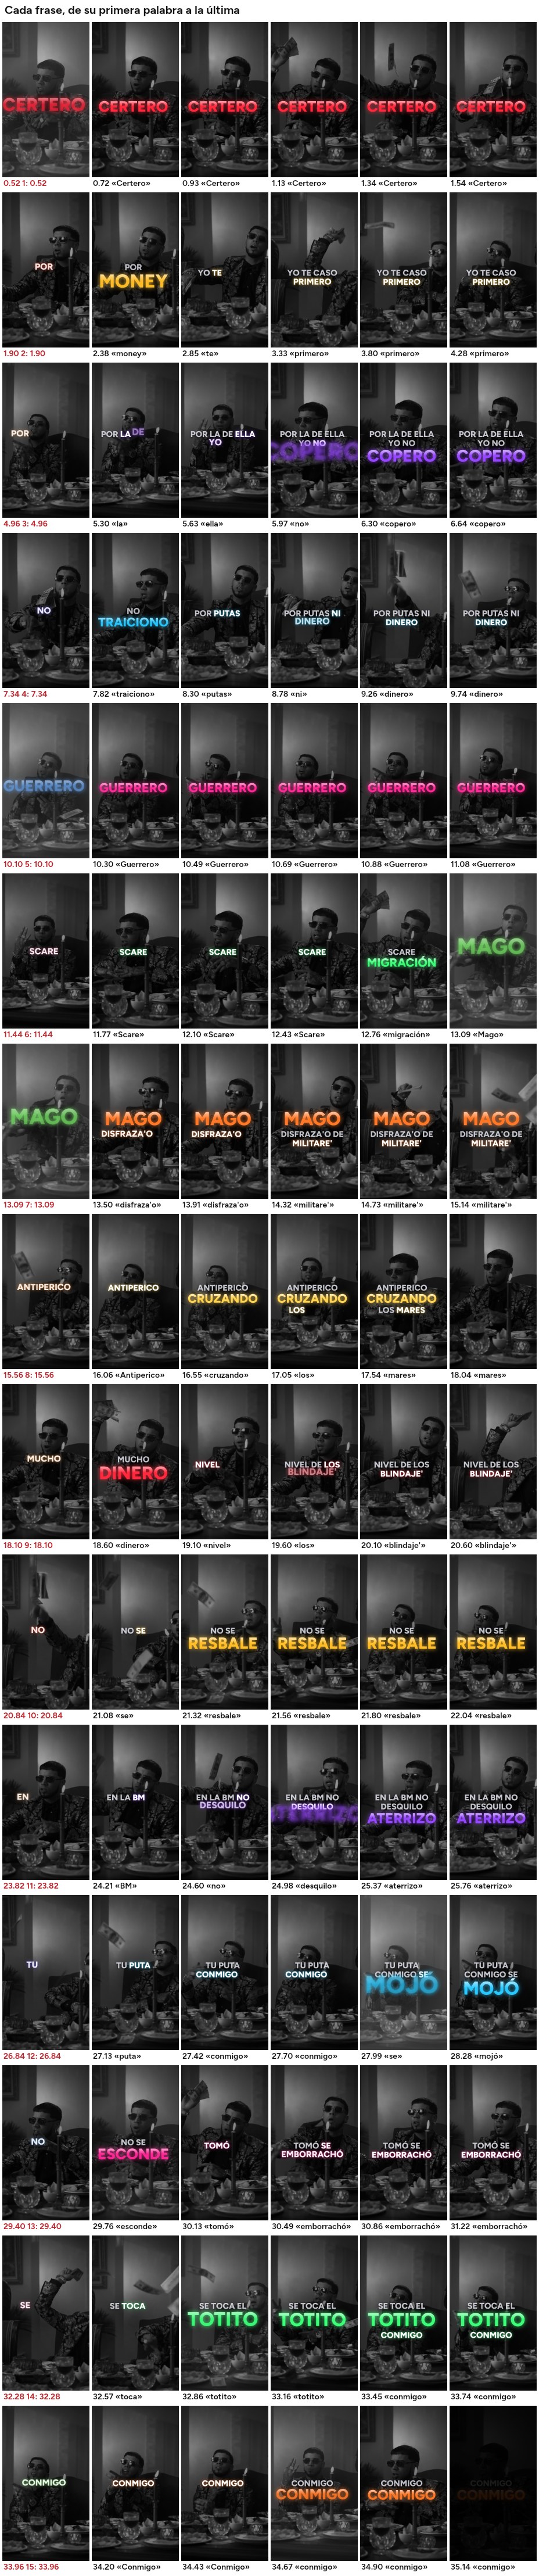 Cada frase, de su primera palabra a la última
CERTERO CERTERO CERTERO CERTERO CERTERO CERTERO
0.52 1: 0.52 0.72 «Certero» 0.93 «Certero» 1.13 «Certero» 1.34 «Certero» 1.54 «Certero»
POR
POR
MONEY
YO TE
YO TE CASO
PRIMERO
YO TE CASO
PRIMERO
YO TE CASO
PRIMERO
1.90 2: 1.90 2.38 «money» 2.85 «te» 3.33 «primero» 3.80 «primero» 4.28 «primero»
POR
POR LA DE
POR LA DE ELLA
YO
POR LA DE ELLA
YO NO
COPERO
POR LA DE ELLA
YO NO
COPERO
POR LA DE ELLA
YO NO
COPERO
4.96 3: 4.96 5.30 «la» 5.63 «ella» 5.97 «no» 6.30 «copero» 6.64 «copero»
NO
NO
TRAICIONO
POR PUTAS
POR PUTAS NI
DINERO
POR PUTAS NI
DINERO
POR PUTAS NI
DINERO
7.34 4: 7.34 7.82 «traiciono» 8.30 «putas» 8.78 «ni» 9.26 «dinero» 9.74 «dinero»
GUERRERO GUERRERO GUERRERO GUERRERO GUERRERO GUERRERO
10.10 5: 10.10 10.30 «Guerrero» 10.49 «Guerrero» 10.69 «Guerrero» 10.88 «Guerrero» 11.08 «Guerrero»
SCARE
SCARE
SCARE
SCARE
SCARE
MIGRACIÓN
MAGO
11.44 6: 11.44 11.77 «Scare» 12.10 «Scare» 12.43 «Scare» 12.76 «migración» 13.09 «Mago»
MAGO
MAGO
DISFRAZA'O
MAGO
DISFRAZA'O
MAGO
DISFRAZA'O DE
MILITARE'
MAGO
DISFRAZA'O DE
MILITARE'
MAGO
DISFRAZA'O DE
MILITARE'
13.09 7: 13.09 13.50 «disfraza'o» 13.91 «disfraza'o» 14.32 «militare'» 14.73 «militare'» 15.14 «militare'»
ANTIPERICO
ANTIPERICO
ANTIPERICO
CRUZANDO
ANTIPERICO
CRUZANDO
LOS
ANTIPERICO
CRUZANDO
LOS MARES
15.56 8: 15.56 16.06 «Antiperico» 16.55 «cruzando» 17.05 «los» 17.54 «mares» 18.04 «mares»
MUCHO
MUCHO
DINERO
NIVEL
NIVEL DE LOS
BLINDAJE'
NIVEL DE LOS
BLINDAJE'
NIVEL DE LOS
BLINDAJE'
18.10 9: 18.10 18.60 «dinero» 19.10 «nivel» 19.60 «los» 20.10 «blindaje'» 20.60 «blindaje'»
NO
NO SE
NO SE
RESBALE
NO SE
RESBALE
NO SE
RESBALE
NO SE
RESBALE
20.84 10: 20.84 21.08 «se» 21.32 «resbale» 21.56 «resbale» 21.80 «resbale» 22.04 «resbale»
EN
EN LA BM
EN LA BM NO
DESQUILO
EN LA BM NO
DESQUILO
ATERRIZO
EN LA BM NO
DESQUILO
ATERRIZO
EN LA BM NO
DESQUILO
ATERRIZO
23.82 11: 23.82 24.21 «BM» 24.60 «no» 24.98 «desquilo» 25.37 «aterrizo» 25.76 «aterrizo»
TU
TU PUTA
TU PUTA
CONMIGO
TU PUTA
CONMIGO
TU PUTA
CONMIGO SE
MOJÓ
TU PUTA
CONMIGO SE
MOJÓ
26.84 12: 26.84 27.13 «puta» 27.42 «conmigo» 27.70 «conmigo» 27.99 «se» 28.28 «mojó»
NO
NO SE
ESCONDE
TOMÓ
TOMÓ SE
EMBORRACHÓ
TOMÓ SE
EMBORRACHÓ
TOMÓ SE
EMBORRACHÓ
29.40 13: 29.40 29.76 «esconde» 30.13 «tomó» 30.49 «emborrachó» 30.86 «emborrachó» 31.22 «emborrachó»
SE
SE TOCA
SE TOCA EL
TOTITO
SE TOCA EL
TOTITO
SE TOCA EL
TOTITO
CONMIGO
SE TOCA EL
TOTITO
CONMIGO
32.28 14: 32.28 32.57 «toca» 32.86 «totito» 33.16 «totito» 33.45 «conmigo» 33.74 «conmigo»
CONMIGO
CONMIGO
CONMIGO
CONMIGO
CONMIGO
CONMIGO
CONMIGO
CONMIGO
CONMIGO
33.96 15: 33.96 34.20 «Conmigo» 34.43 «Conmigo» 34.67 «conmigo» 34.90 «conmigo» 35.14 «conmigo»